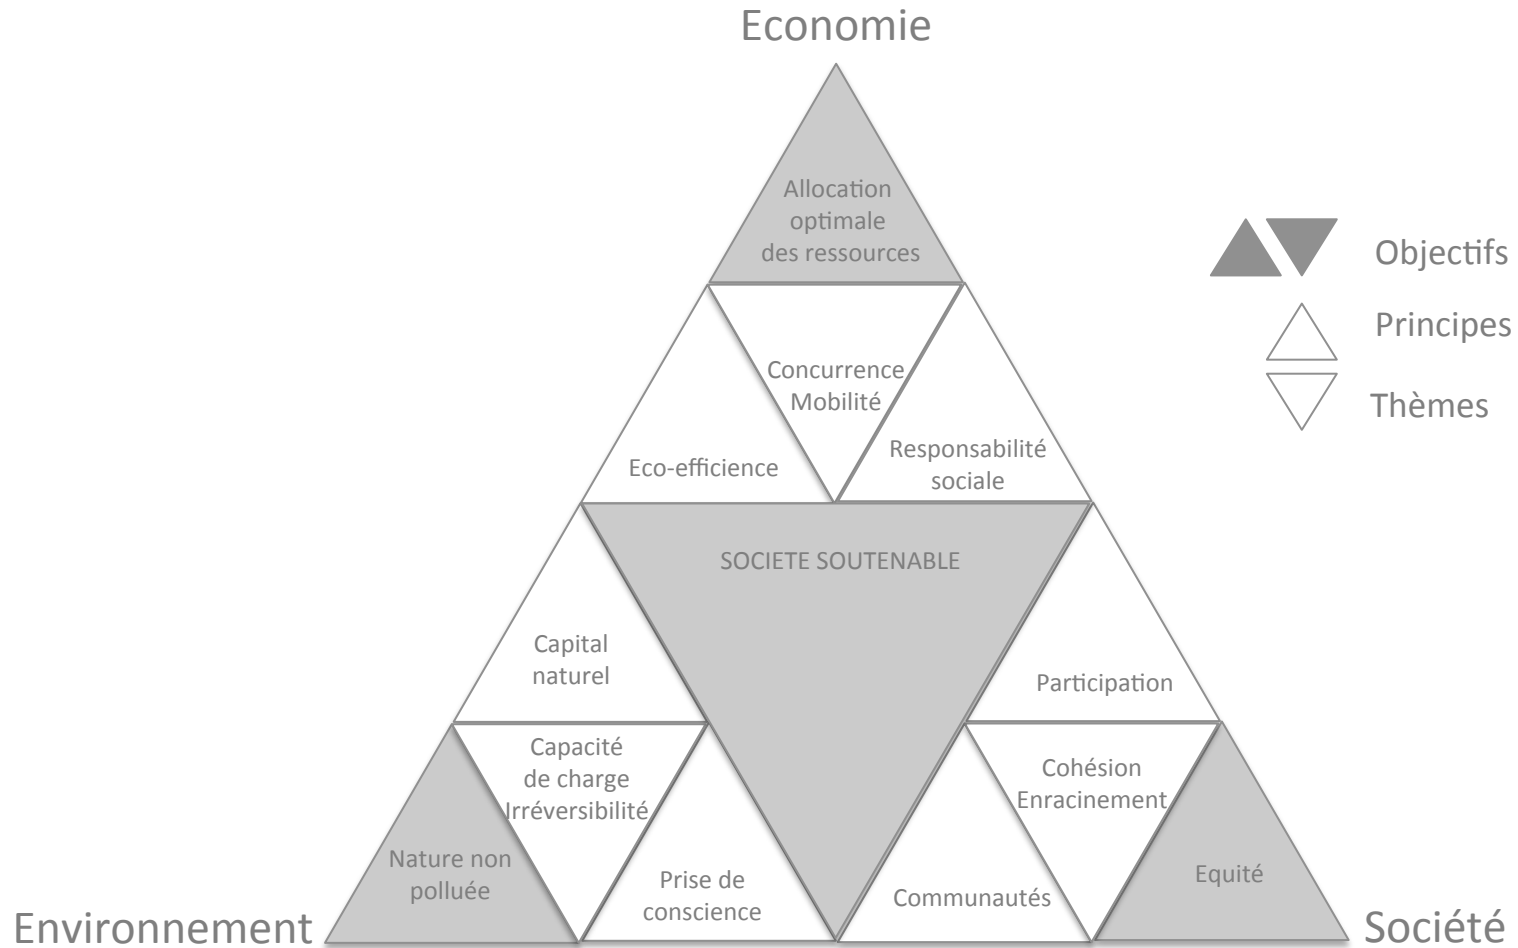 Economie
Allocation
optimale
des ressources
Objectifs
Principes
Thèmes
Concurrence
Mobilité
Eco-efficience
Responsabilité
sociale
SOCIETE SOUTENABLE
Capital
naturel
Participation
Capacité
de charge
Irréversibilité
Cohésion
Enracinement
Nature non
polluée
Prise de
conscience
Communautés
Equité
Environnement
Société